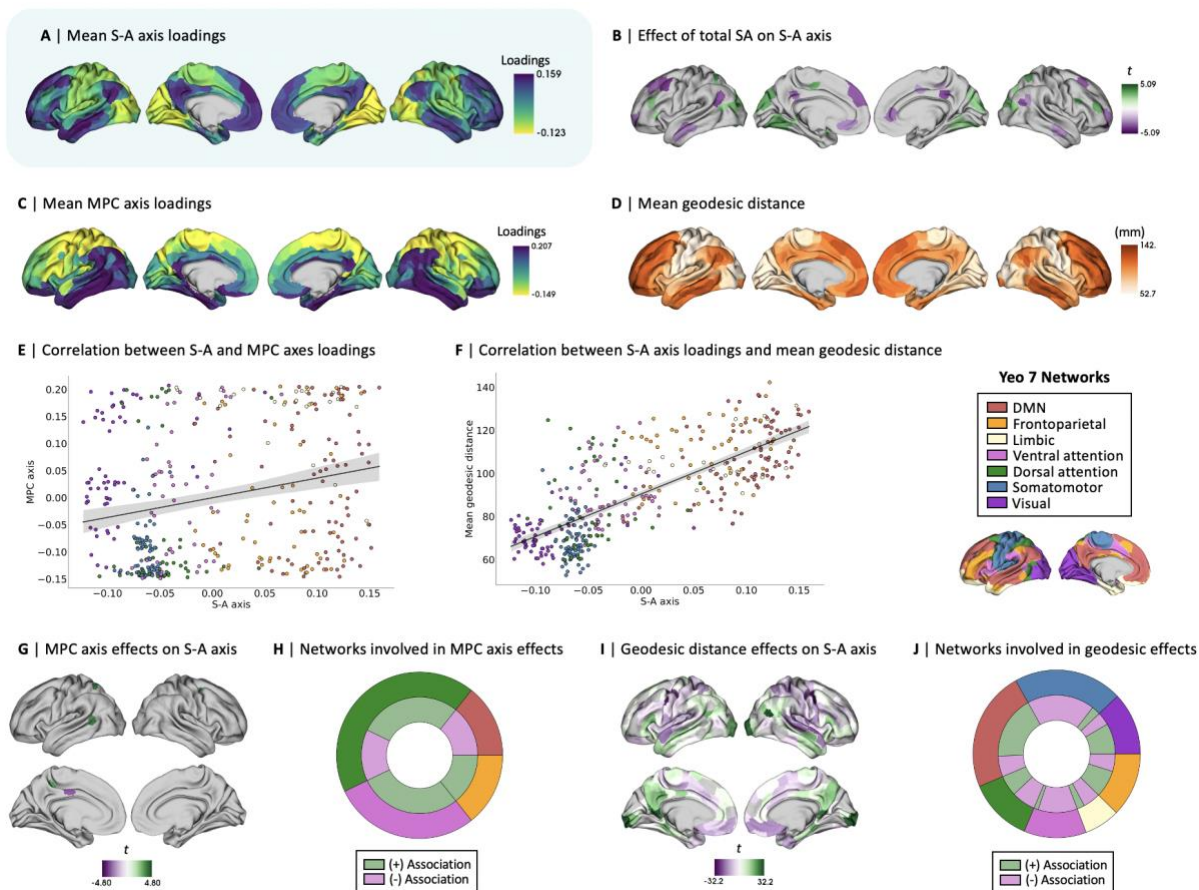 A | Mean S-A axis loadings
Loadings
0.159
-0.123
B | Effect of total SA on S-A axis
t
5.09
-5.09
C | Mean MPC axis loadings
Loadings
0.207
-0.149
D | Mean geodesic distance
(mm)
142.
52.7
E | Correlation between S-A and MPC axes loadings
MPC axis
0.20
0.15
0.10
0.05
0.00
−0.05
−0.10
−0.15
−0.10
−0.05
0.00
0.05
0.10
0.15
S-A axis
F | Correlation between S-A axis loadings and mean geodesic distance
Mean geodesic distance
140
120
100
80
60
−0.10
−0.05
0.00
0.05
0.10
0.15
S-A axis
Yeo 7 Networks
DMN
Frontoparietal
Limbic
Ventral attention
Dorsal attention
Somatomotor
Visual
G | MPC axis effects on S-A axis
t
-4.80
4.80
H | Networks involved in MPC axis effects
(+) Association
(-) Association
I | Geodesic distance effects on S-A axis
t
-32.2
32.2
J | Networks involved in geodesic effects
(+) Association
(-) Association